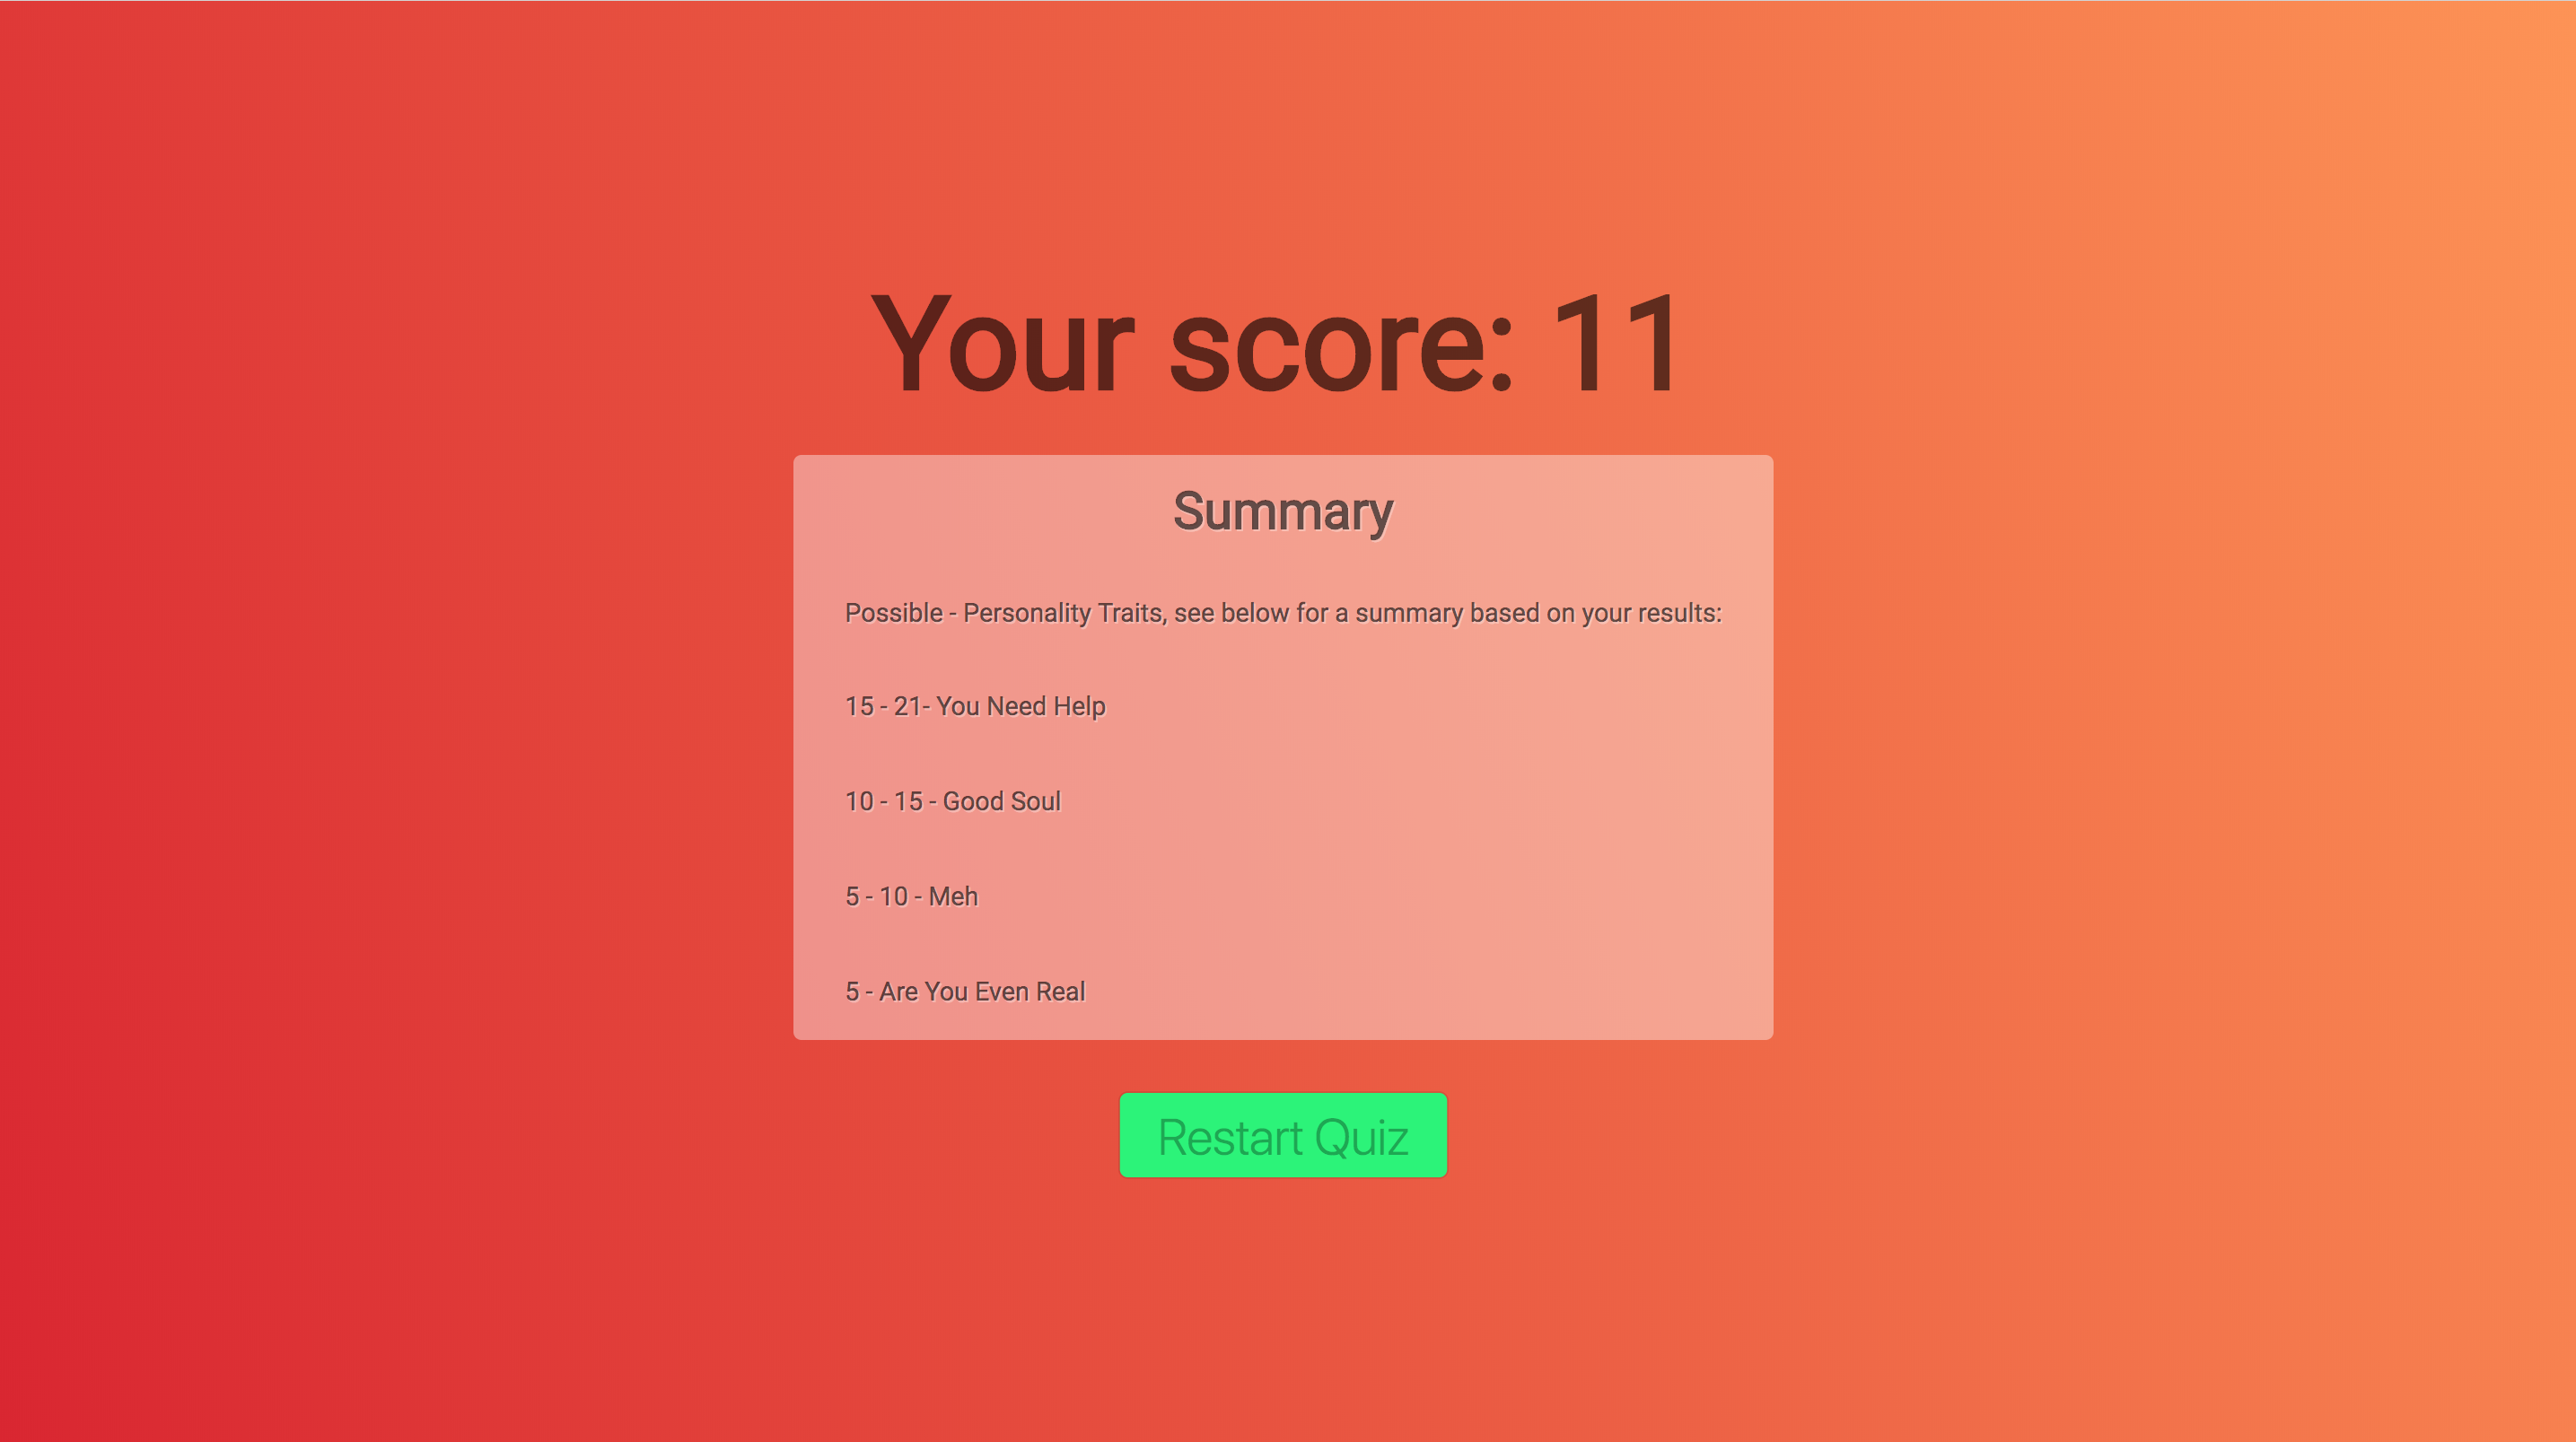 Your score: 11
Summary
Possible - Personality Traits, see below for a summary based on your results:
15 - 21- You Need Help
10 - 15 - Good Soul
5 - 10 - Meh
5 - Are You Even Real
Restart Quiz